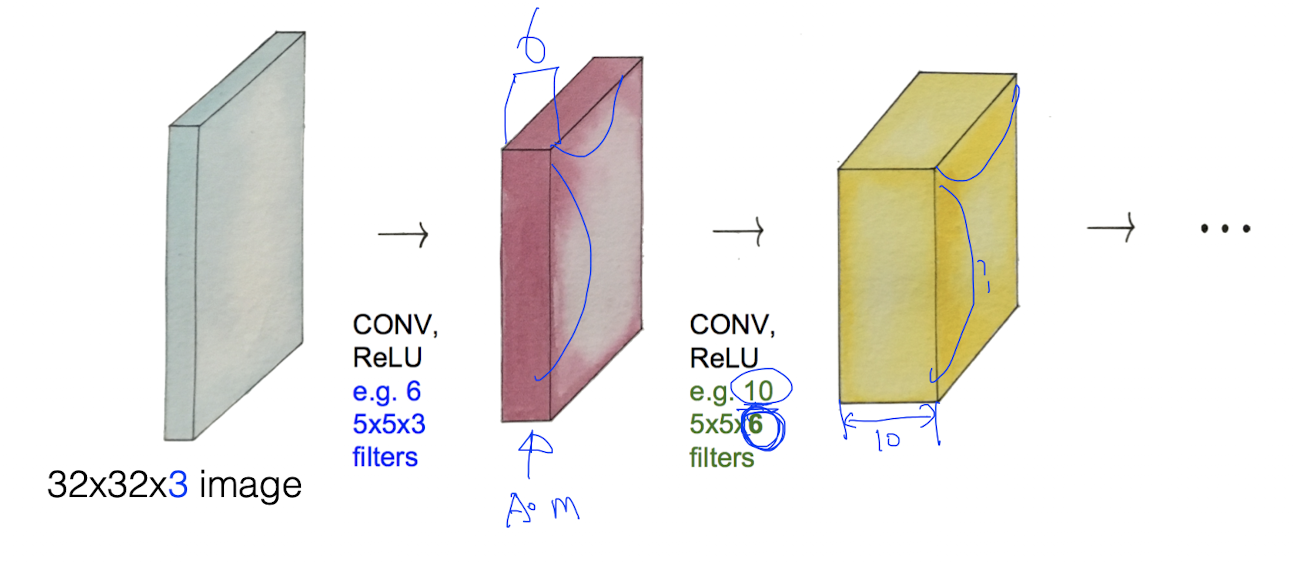 6
CONV,
ReLU
e.g. 6
5x5x3
filters
CONV,
ReLU
e.g. 10
5x5x6
filters
10
32x32x3 image
A.M
?
...